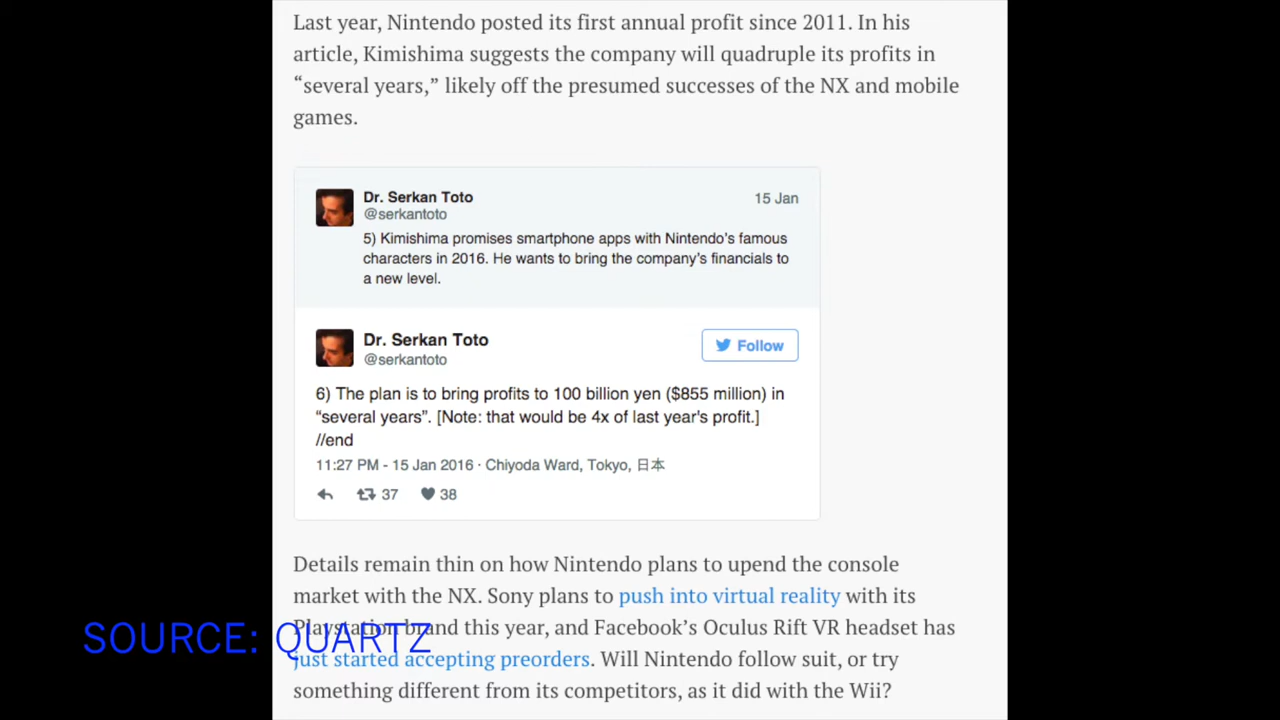 Last year, Nintendo posted its first annual profit since 2011. In his
article, Kimishima suggests the company will quadruple its profits in
“several years,” likely off the presumed successes of the NX and mobile
games.
Dr. Serkan Toto
15 Jan
@serkantoto
5) Kimishima promises smartphone apps with Nintendo's famous
characters in 2016. He wants to bring the company's financials to
a new level.
Dr. Serkan Toto
Follow
@serkantoto
6) The plan is to bring profits to 100 billion yen ($855 million) in
“several years”. [Note: that would be 4x of last year's profit.]
//end
11:27 PM - 15 Jan 2016 · Chiyoda Ward, Tokyo, 日本
37 38
Details remain thin on how Nintendo plans to upend the console
market with the NX. Sony plans to push into virtual reality with its
Playstation brand this year, and Facebook’s Oculus Rift VR headset has
SOURCE: QUARTZ
just started accepting preorders. Will Nintendo follow suit, or try
something different from its competitors, as it did with the Wii?